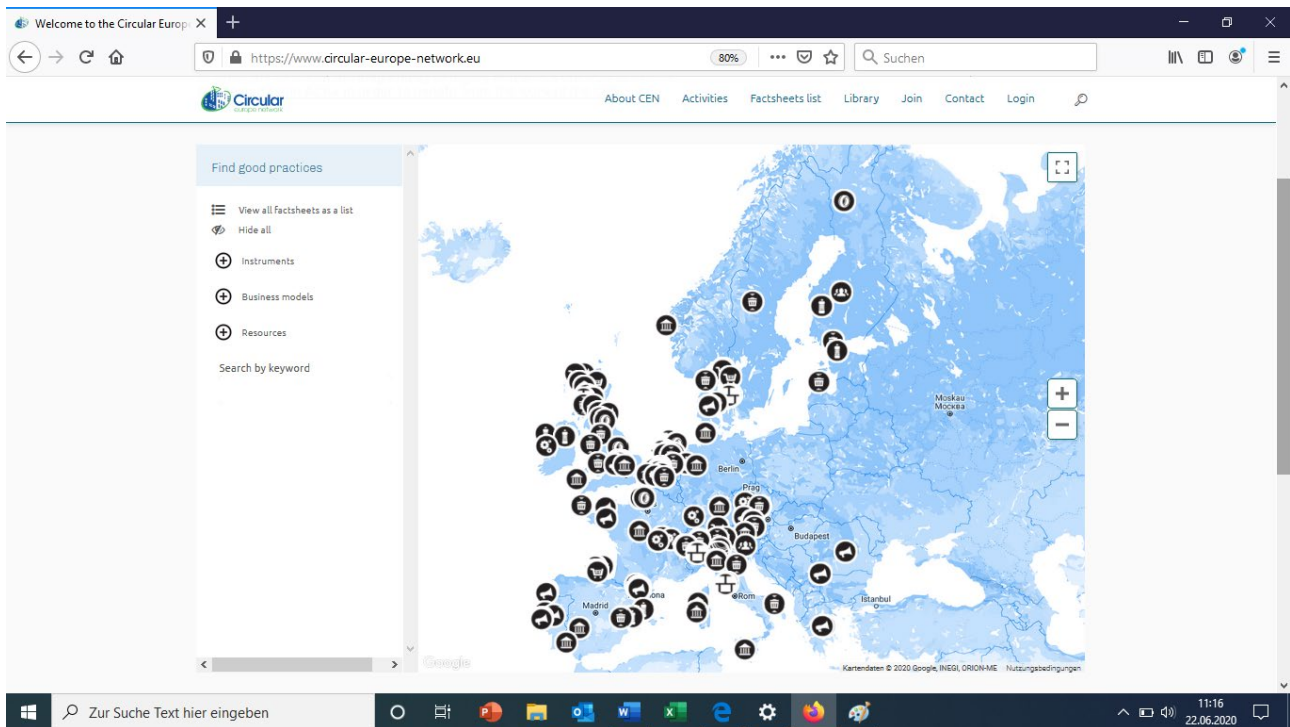 Welcome to the Circular Europ
https://www.circular-europe-network.eu
80%
Suchen
Circular
europe network
About CEN Activities Factsheets list Library Join Contact Login
Find good practices
View all factsheets as a list
Hide all
Instruments
Business models
Resources
Search by keyword
Moskau
Москва
Berlin
Prag
Budapest
Istanbul
Rom
ona
Madrid
Google
Kartendaten © 2020 Google, INEGI, ORION-ME Nutzungsbedingungen
Zur Suche Text hier eingeben
11:16
22.06.2020